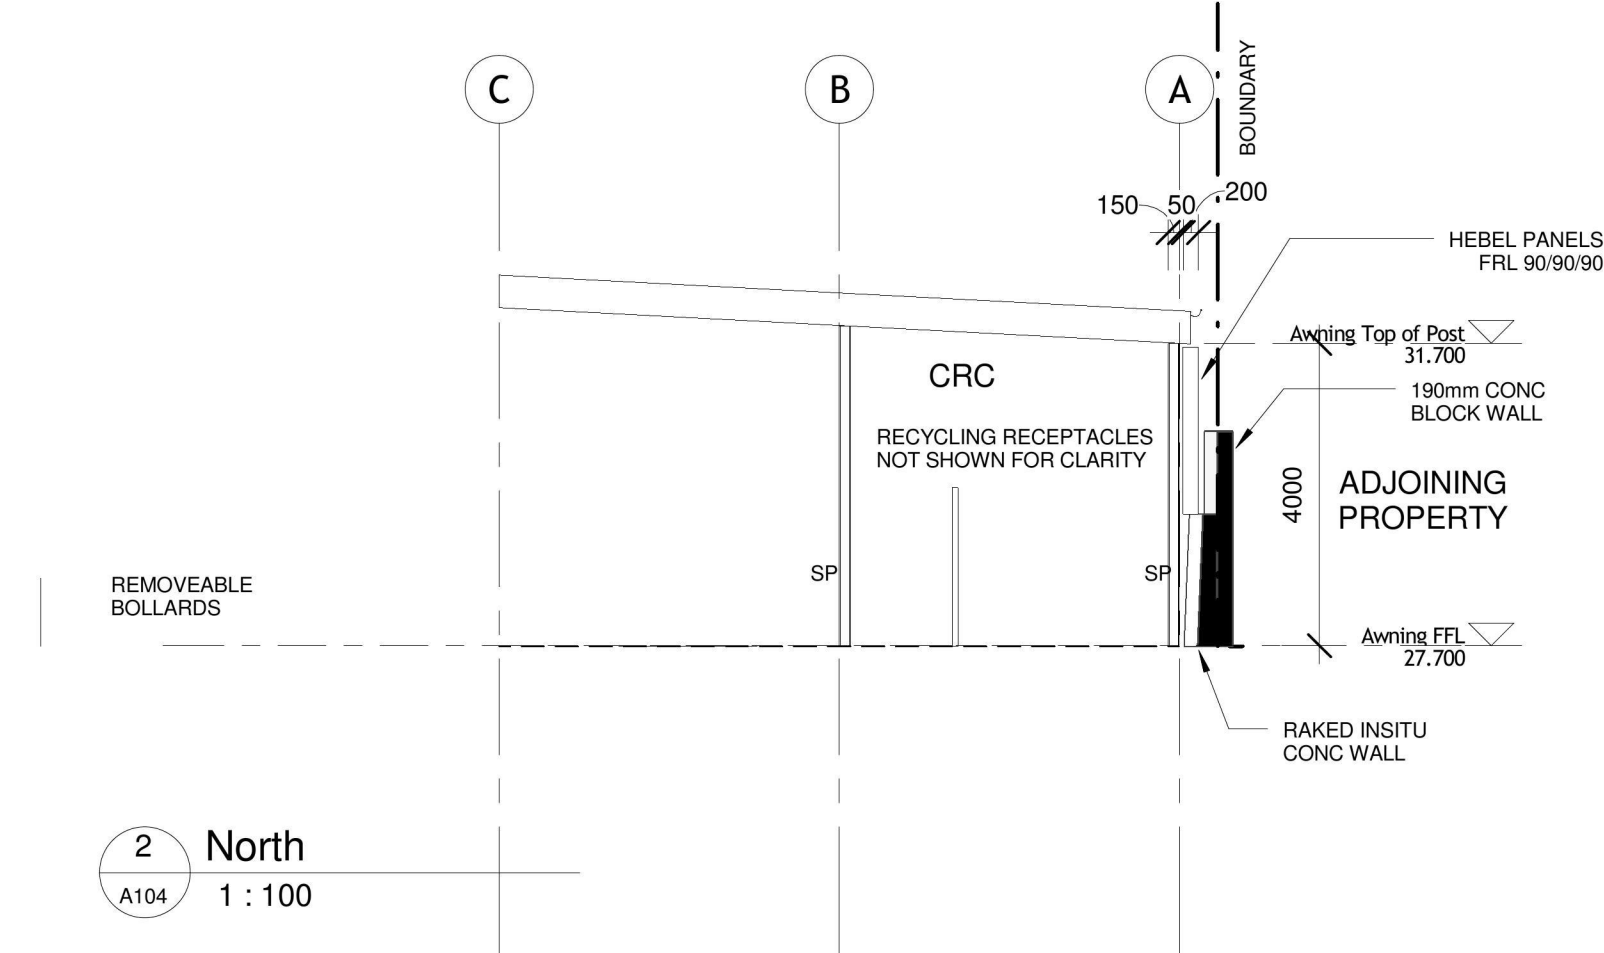 C
B
A
BOUNDARY
150
50
200
HEBEL PANELS
FRL 90/90/90
Awning Top of Post
31.700
CRC
190mm CONC
BLOCK WALL
RECYCLING RECEPTACLES
NOT SHOWN FOR CLARITY
4000
ADJOINING
PROPERTY
SP
SP
REMOVEABLE
BOLLARDS
Awning FFL
27.700
RAKED INSITU
CONC WALL
2
North
A104
1 : 100